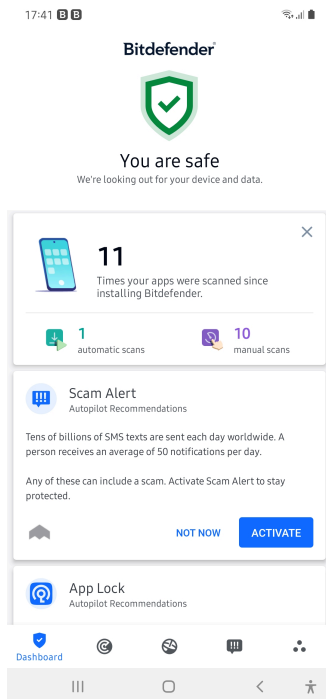 17:41 B B
Bitdefender
You are safe
We're looking out for your device and data.
11
Times your apps were scanned since
installing Bitdefender.
1
automatic scans
10
manual scans
Scam Alert
Autopilot Recommendations
Tens of billions of SMS texts are sent each day worldwide. A
person receives an average of 50 notifications per day.
Any of these can include a scam. Activate Scam Alert to stay
protected.
NOT NOW
ACTIVATE
App Lock
Autopilot Recommendations
Dashboard